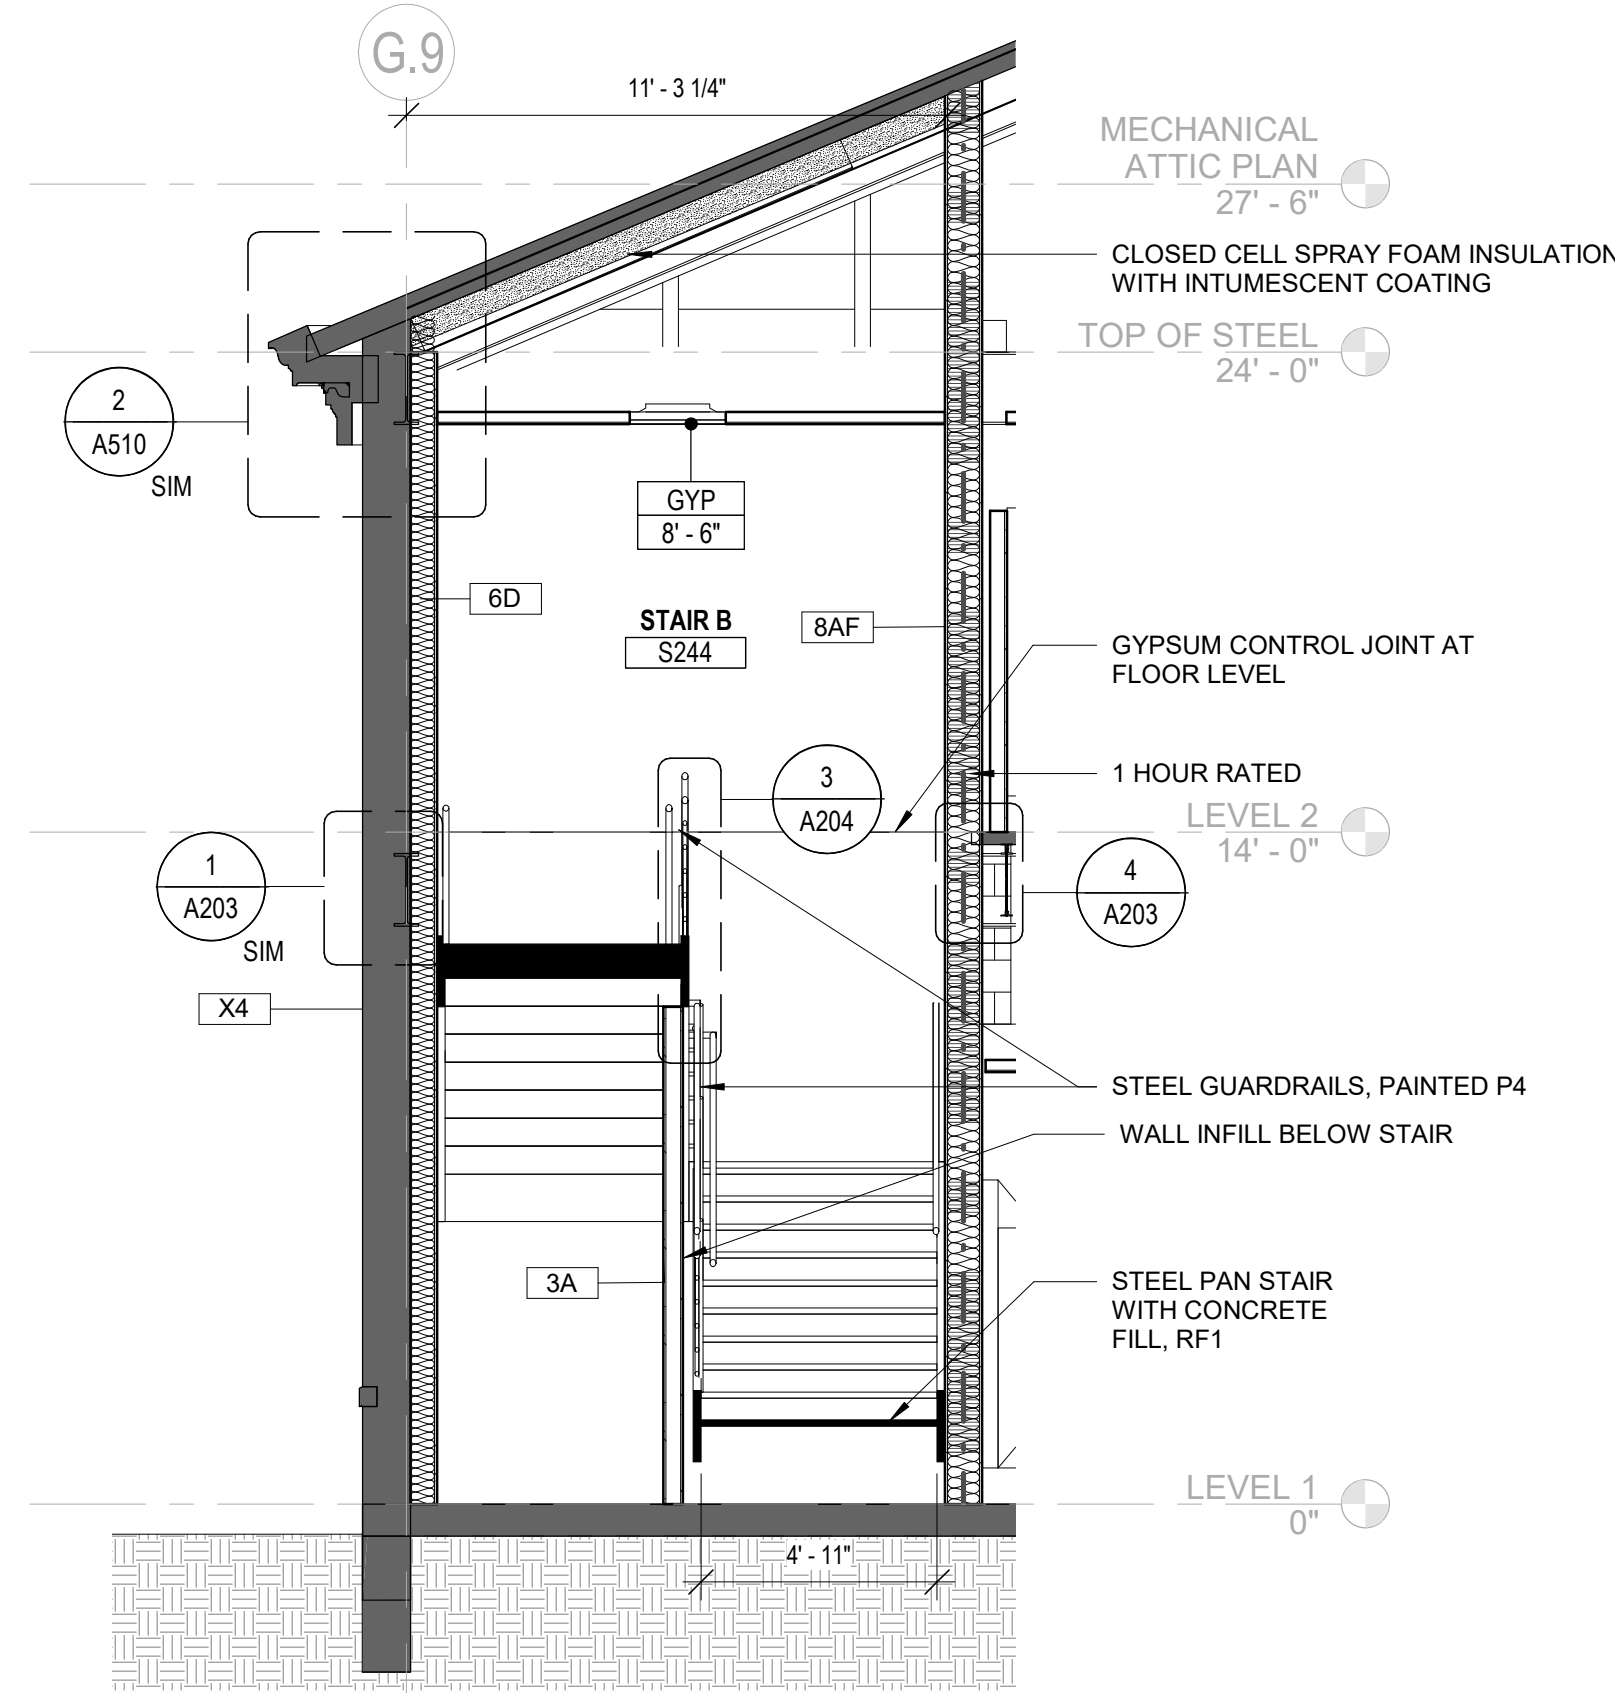 G.9
11' - 3 1/4"
MECHANICAL
ATTIC PLAN
27' - 6"
CLOSED CELL SPRAY FOAM INSULATION
WITH INTUMESCENT COATING
TOP OF STEEL
24' - 0"
2
A510
SIM
GYP
8' - 6"
6D
STAIR B
S244
8AF
GYPSUM CONTROL JOINT AT
FLOOR LEVEL
3
A204
1 HOUR RATED
LEVEL 2
14' - 0"
1
A203
SIM
4
A203
X4
STEEL GUARDRAILS, PAINTED P4
WALL INFILL BELOW STAIR
3A
STEEL PAN STAIR
WITH CONCRETE
FILL, RF1
LEVEL 1
0"
4' - 11"